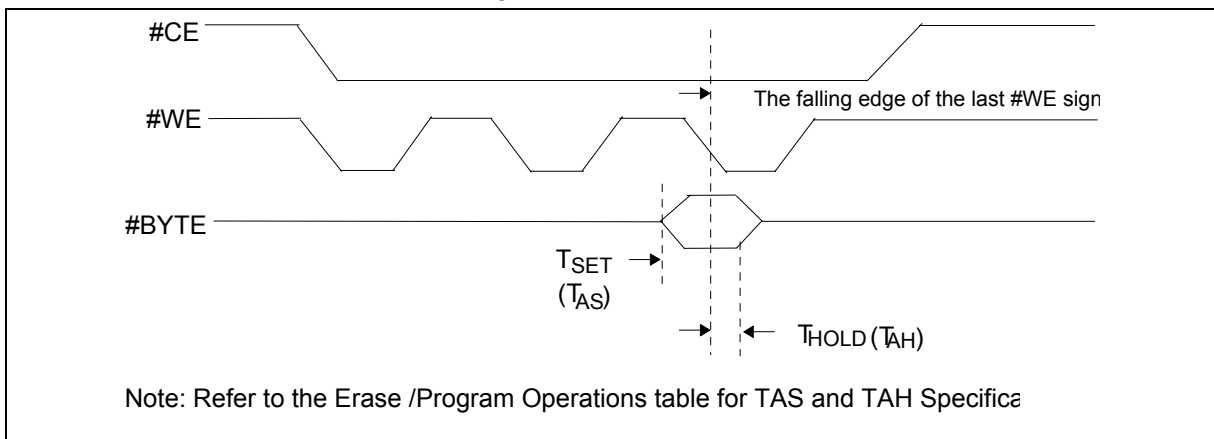 #CE
The falling edge of the last #WE sign
#WE
#BYTE
TSET
(TAS)
THOLD (TAH)
Note: Refer to the Erase /Program Operations table for TAS and TAH Specifica